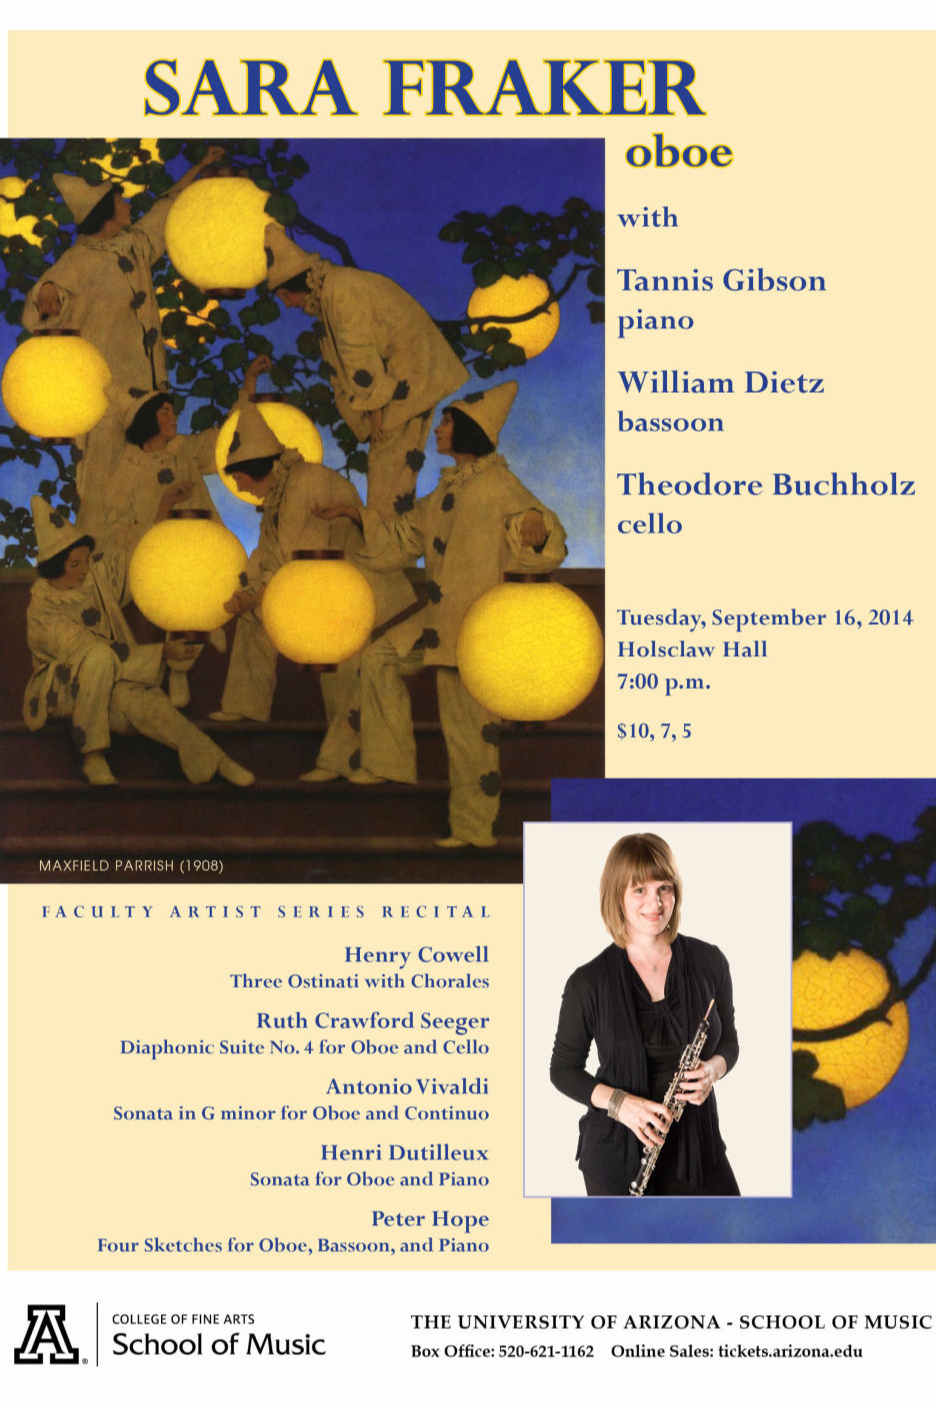 SARA FRAKER
oboe
with
Tannis Gibson
piano
William Dietz
bassoon
Theodore Buchholz
cello
Tuesday, September 16, 2014
Holsclaw Hall
7:00 p.m.
$10, 7, 5
MAXFIELD PARRISH (1908)
FACULTY ARTIST SERIES RECITAL
Henry Cowell
Three Ostinati with Chorales
Ruth Crawford Seeger
Diaphonic Suite No. 4 for Oboe and Cello
Antonio Vivaldi
Sonata in G minor for Oboe and Continuo
Henri Dutilleux
Sonata for Oboe and Piano
Peter Hope
Four Sketches for Oboe, Bassoon, and Piano
A®
COLLEGE OF FINE ARTS
School of Music
THE UNIVERSITY OF ARIZONA - SCHOOL OF MUSIC
Box Office: 520-621-1162 Online Sales: tickets.arizona.edu